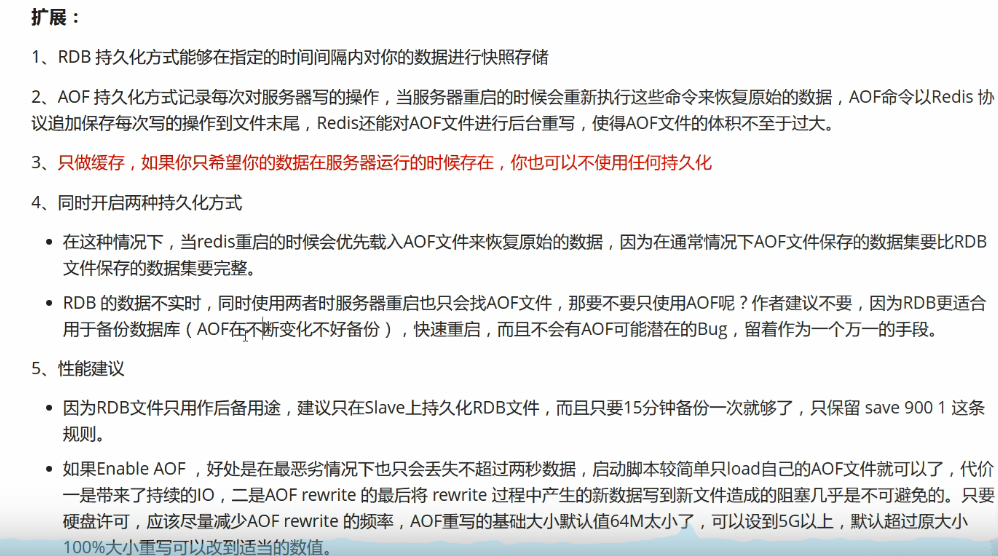 扩展：
1、RDB 持久化方式能够在指定的时间间隔内对你的数据进行快照存储
2、AOF 持久化方式记录每次对服务器写的操作，当服务器重启的时候会重新执行这些命令来恢复原始的数据，AOF命令以Redis 协
议追加保存每次写的操作到文件末尾，Redis还能对AOF文件进行后台重写，使得AOF文件的体积不至于过大。
3、只做缓存，如果你只希望你的数据在服务器运行的时候存在，你也可以不使用任何持久化
4、同时开启两种持久化方式
• 在这种情况下，当redis重启的时候会优先载入AOF文件来恢复原始的数据，因为在通常情况下AOF文件保存的数据集要比RDB
文件保存的数据集要完整。
• RDB 的数据不实时，同时使用两者时服务器重启也只会找AOF文件，那要不要只使用AOF呢？作者建议不要，因为RDB更适合
用于备份数据库（AOF在不断变化不好备份），快速重启，而且不会有AOF可能潜在的Bug，留着作为一个万一的手段。
5、性能建议
• 因为RDB文件只用作后备用途，建议只在Slave上持久化RDB文件，而且只要15分钟备份一次就够了，只保留 save 900 1 这条
规则。
• 如果Enable AOF ，好处是在最恶劣情况下也只会丢失不超过两秒数据，启动脚本较简单只load自己的AOF文件就可以了，代价
一是带来了持续的IO，二是AOF rewrite 的最后将 rewrite 过程中产生的新数据写到新文件造成的阻塞几乎是不可避免的。只要
硬盘许可，应该尽量减少AOF rewrite 的频率，AOF重写的基础大小默认值64M太小了，可以设到5G以上，默认超过原大小
100%大小重写可以改到适当的数值。